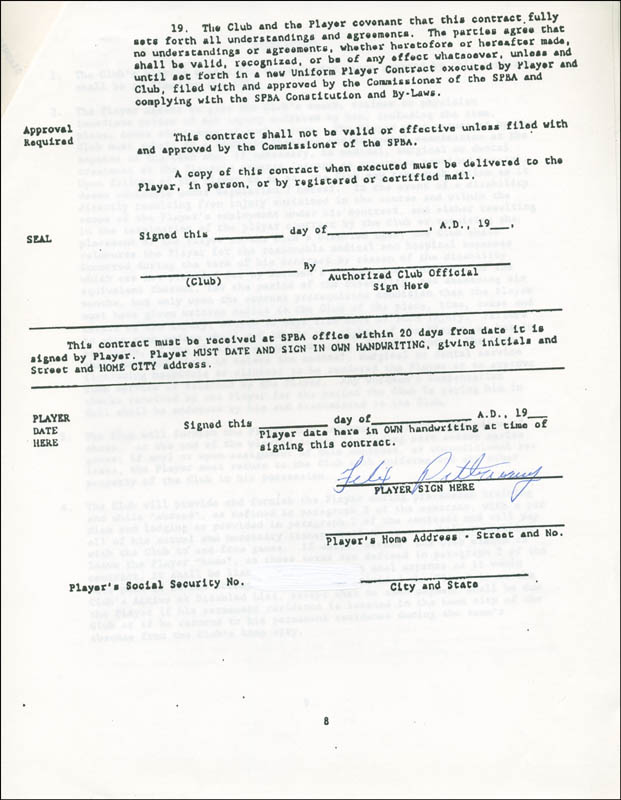 19. The Club and the Player covenant that this contract fully
sets forth all understandings and agreements. The parties agree that
no understandings or agreements, whether heretofore or hereafter made,
shall be valid, recognized, or be of any effect whatsoever, unless and
until set forth in a new Uniform Player Contract executed by Player and
Club, filed with and approved by the Commissioner of the SPBA and
complying with the SPBA Constitution and By-Laws.
Approval
Required
This contract shall not be valid or effective unless filed with
and approved by the Commissioner of the SPBA.
A copy of this contract when executed must be delivered to the
Player, in person, or by registered or certified mail.
SEAL
Signed this ___ day of ___, A.D., 19__,
By
(Club) Authorized Club Official
Sign Here
This contract must be received at SPBA office within 20 days from date it is
signed by Player. Player MUST DATE AND SIGN IN OWN HANDWRITING, giving initials and
Street and HOME CITY address.
PLAYER
DATE
HERE
Signed this ___ day of ___ A.D., 19__
Player date here in OWN handwriting at time of
signing this contract.
Felix
PLAYER SIGN HERE
Player's Home Address - Street and No.
Player's Social Security No.
City and State
8